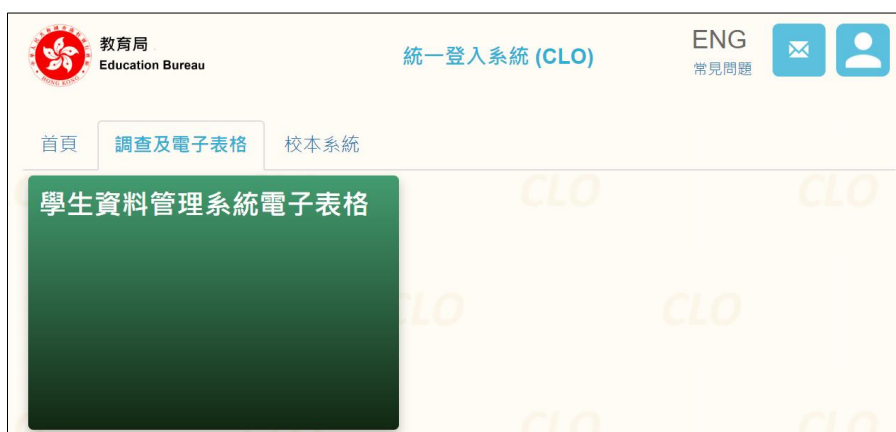 教育局
Education Bureau
統一登入系統 (CLO)
ENG
常見問題
首頁
調查及電子表格
校本系統
學生資料管理系統電子表格
CLO
CLO
CLO
CLO
CLO
CLO